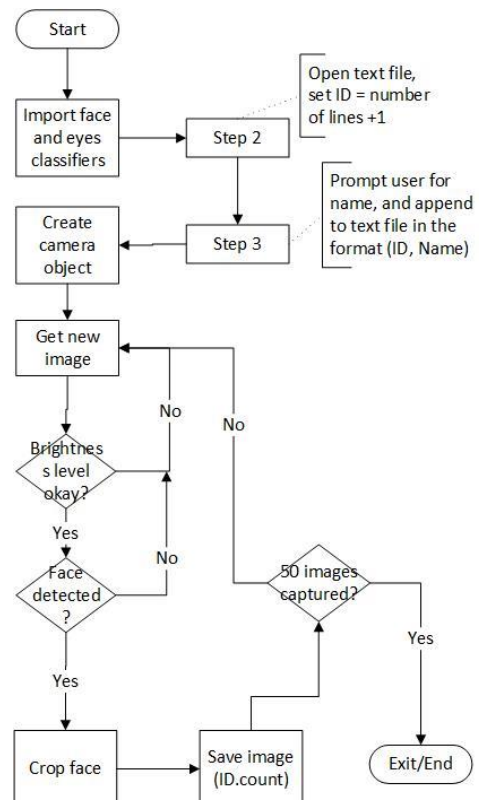 Start
Import face
and eyes
classifiers
Step 2
Open text file,
set ID = number
of lines +1
Step 3
Prompt user for
name, and append
to text file in the
format (ID, Name)
Create
camera
object
Get new
image
No
Brightnes
s level
okay?
Yes
No
Face
detected
?
Yes
Crop face
Save image
(ID.count)
50 images
captured?
No
Yes
Exit/End